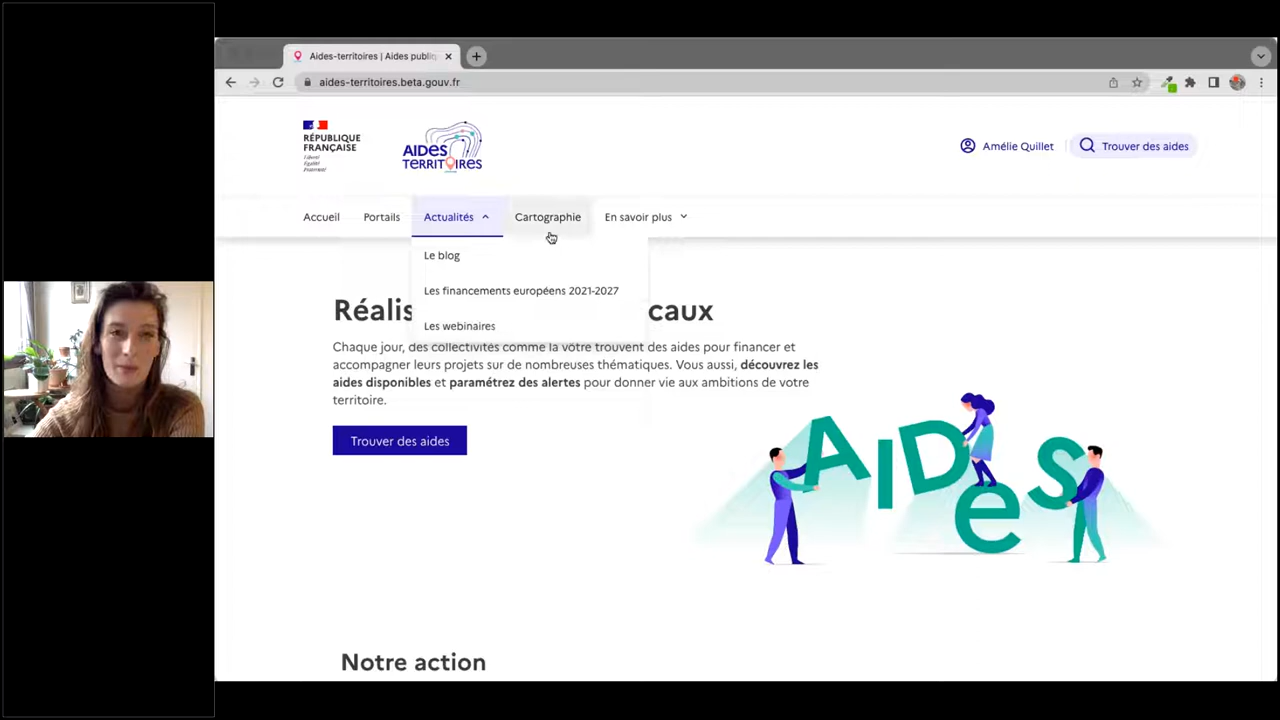 Aides-territoires | Aides publiq
aides-territoires.beta.gouv.fr
RÉPUBLIQUE
FRANÇAISE
Liberté
Égalité
Fraternité
AIDES
TERRITOIRES
Amélie Quillet
Trouver des aides
Accueil
Portails
Actualités
Cartographie
En savoir plus
Le blog
Les financements européens 2021-2027
Les webinaires
Réalis
caux
Chaque jour, des collectivités comme la votre trouvent des aides pour financer et
accompagner leurs projets sur de nombreuses thématiques. Vous aussi, découvrez les
aides disponibles et paramétrez des alertes pour donner vie aux ambitions de votre
territoire.
Trouver des aides
AIDeS
Notre action